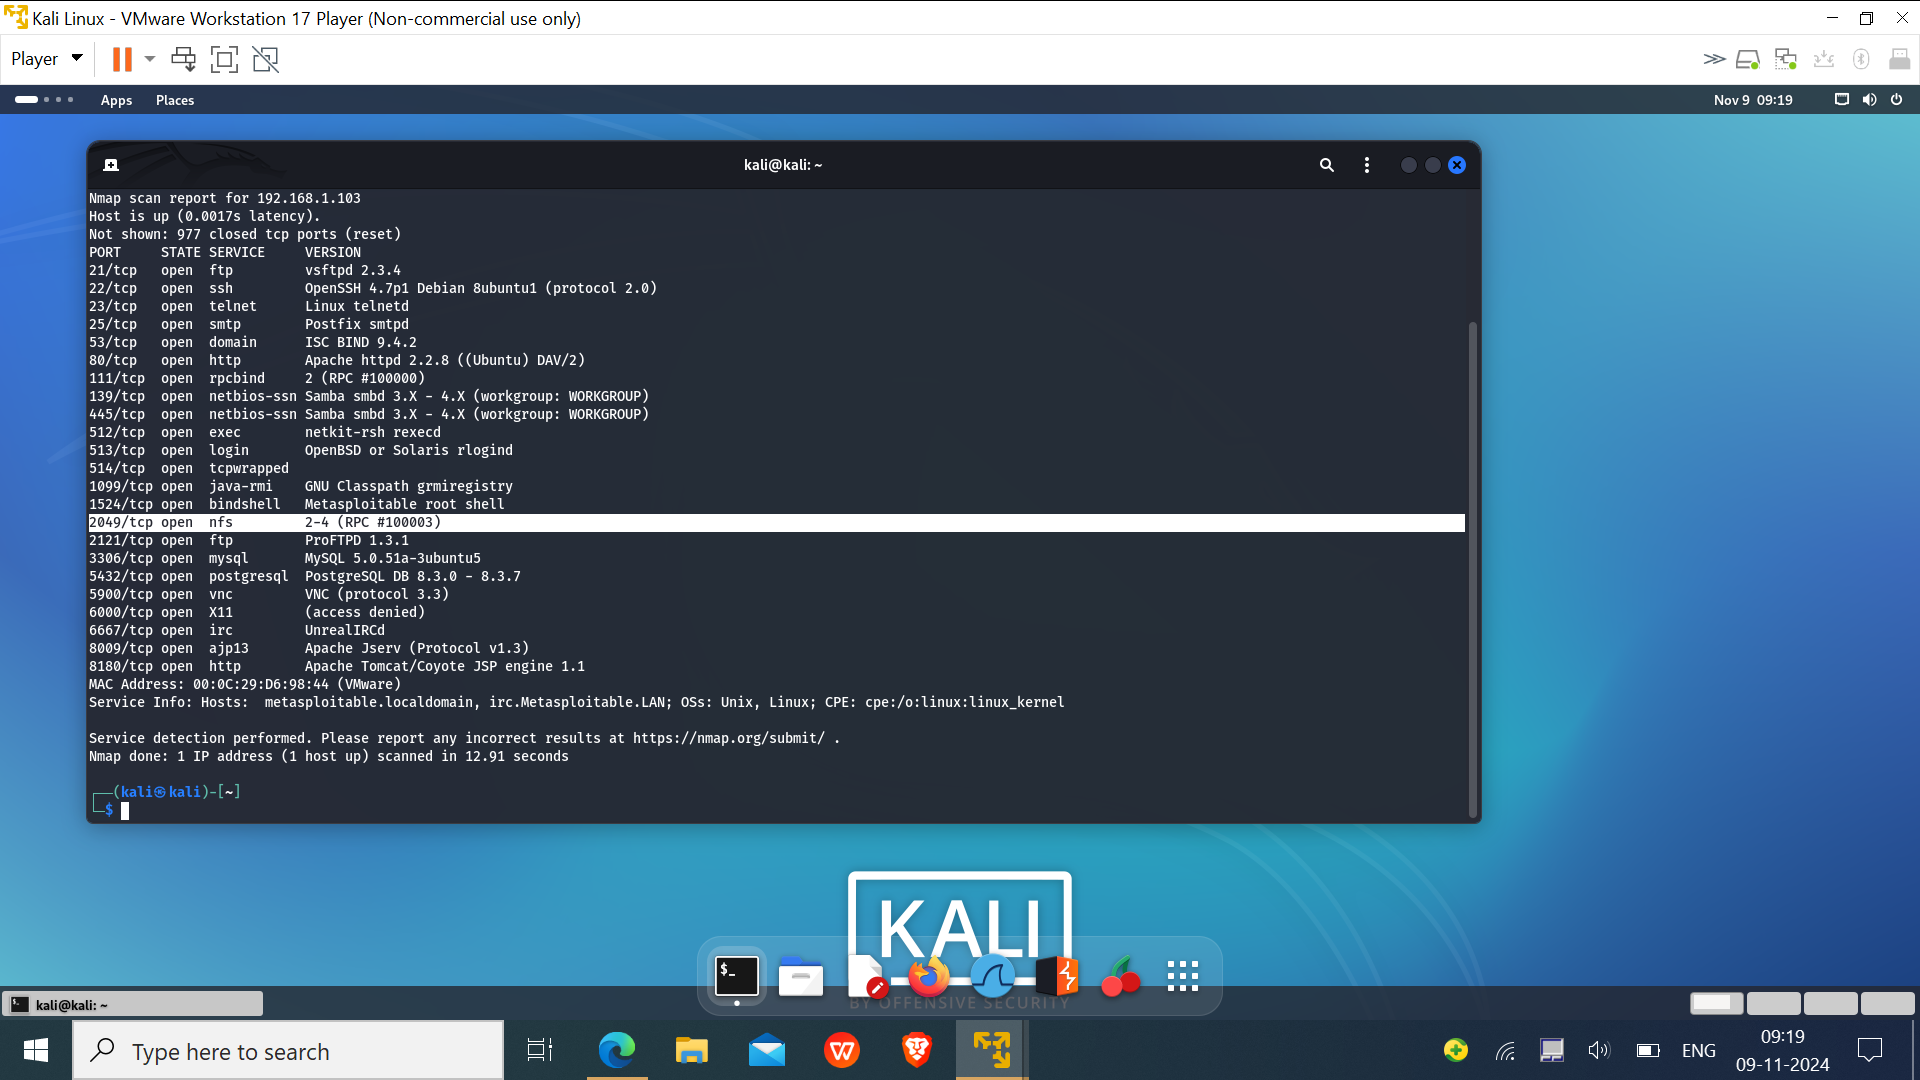 Kali Linux - VMware Workstation 17 Player (Non-commercial use only)
Player
Apps Places Nov 9 09:19
kali@kali: ~
Nmap scan report for 192.168.1.103
Host is up (0.0017s latency).
Not shown: 977 closed tcp ports (reset)
PORT     STATE SERVICE     VERSION
21/tcp   open  ftp         vsftpd 2.3.4
22/tcp   open  ssh         OpenSSH 4.7p1 Debian 8ubuntu1 (protocol 2.0)
23/tcp   open  telnet      Linux telnetd
25/tcp   open  smtp        Postfix smtpd
53/tcp   open  domain      ISC BIND 9.4.2
80/tcp   open  http        Apache httpd 2.2.8 ((Ubuntu) DAV/2)
111/tcp  open  rpcbind     2 (RPC #100000)
139/tcp  open  netbios-ssn Samba smbd 3.X - 4.X (workgroup: WORKGROUP)
445/tcp  open  netbios-ssn Samba smbd 3.X - 4.X (workgroup: WORKGROUP)
512/tcp  open  exec        netkit-rsh rexecd
513/tcp  open  login       OpenBSD or Solaris rlogind
514/tcp  open  tcpwrapped
1099/tcp open  java-rmi    GNU Classpath grmiregistry
1524/tcp open  bindshell   Metasploitable root shell
2049/tcp open  nfs         2-4 (RPC #100003)
2121/tcp open  ftp         ProFTPD 1.3.1
3306/tcp open  mysql       MySQL 5.0.51a-3ubuntu5
5432/tcp open  postgresql  PostgreSQL DB 8.3.0 - 8.3.7
5900/tcp open  vnc         VNC (protocol 3.3)
6000/tcp open  X11         (access denied)
6667/tcp open  irc         UnrealIRCd
8009/tcp open  ajp13       Apache Jserv (Protocol v1.3)
8180/tcp open  http        Apache Tomcat/Coyote JSP engine 1.1
MAC Address: 00:0C:29:D6:98:44 (VMware)
Service Info: Hosts:  metasploitable.localdomain, irc.Metasploitable.LAN; OSs: Unix, Linux; CPE: cpe:/o:linux:linux_kernel
Service detection performed. Please report any incorrect results at https://nmap.org/submit/ .
Nmap done: 1 IP address (1 host up) scanned in 12.91 seconds
┌──(kali㉿kali)-[~]
└─$
KALI
BY OFFENSIVE SECURITY
kali@kali: ~
Type here to search
ENG
09:19
09-11-2024